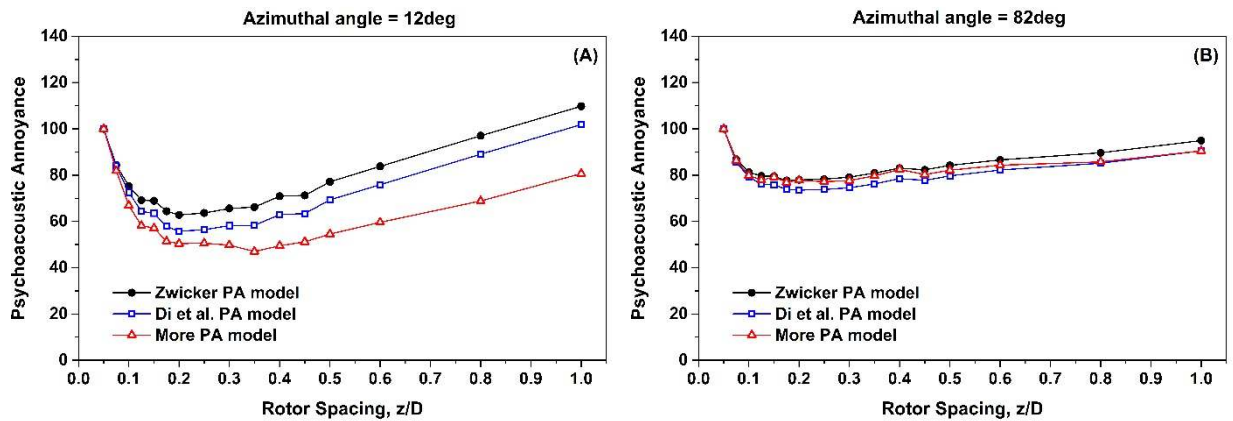 Azimuthal angle = 12deg
(A)
Psychoacoustic Annoyance
140
120
100
80
60
40
20
0
Zwicker PA model
Di et al. PA model
More PA model
0.0 0.1 0.2 0.3 0.4 0.5 0.6 0.7 0.8 0.9 1.0
Rotor Spacing, z/D
Azimuthal angle = 82deg
(B)
Psychoacoustic Annoyance
140
120
100
80
60
40
20
0
Zwicker PA model
Di et al. PA model
More PA model
0.0 0.1 0.2 0.3 0.4 0.5 0.6 0.7 0.8 0.9 1.0
Rotor Spacing, z/D